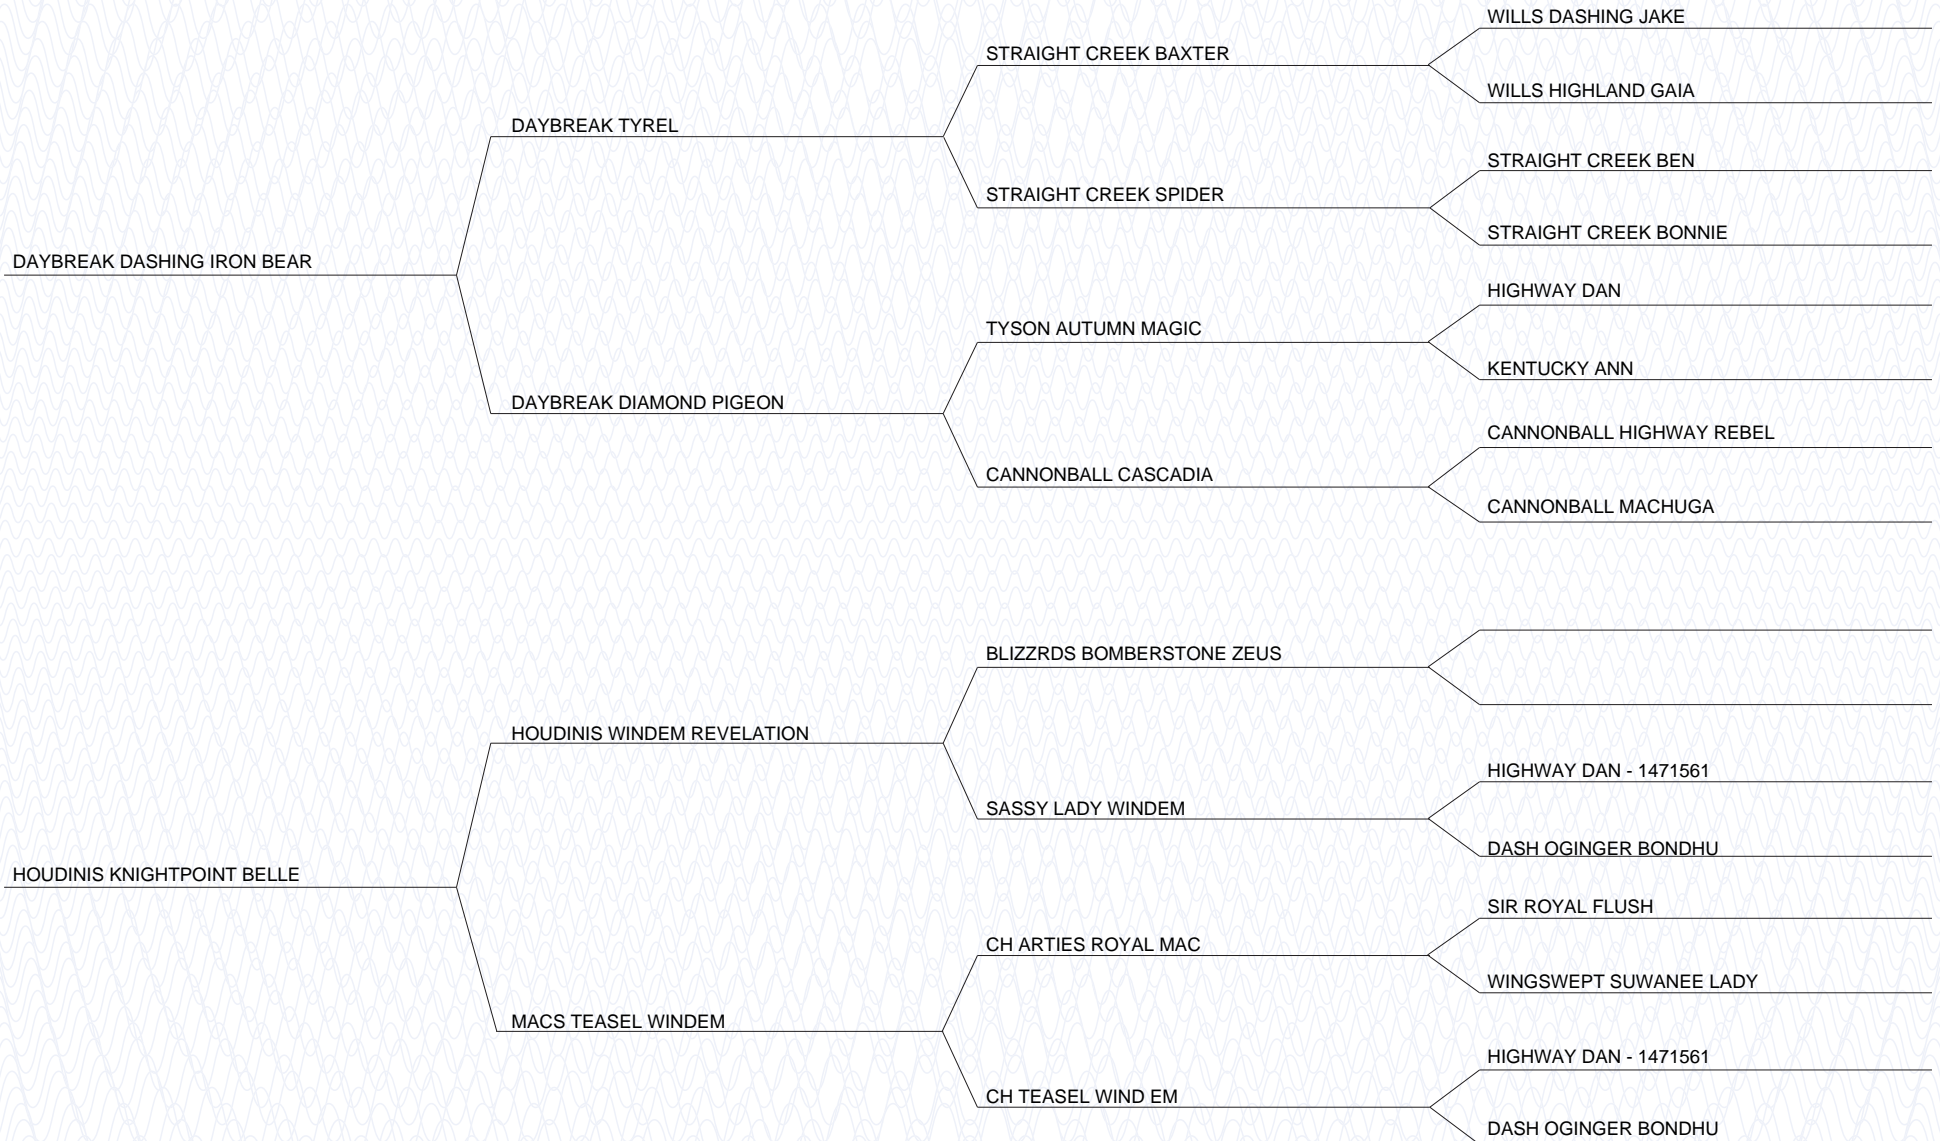 WILLS DASHING JAKE
STRAIGHT CREEK BAXTER
WILLS HIGHLAND GAIA
DAYBREAK TYREL
STRAIGHT CREEK BEN
STRAIGHT CREEK SPIDER
STRAIGHT CREEK BONNIE
DAYBREAK DASHING IRON BEAR
HIGHWAY DAN
TYSON AUTUMN MAGIC
KENTUCKY ANN
DAYBREAK DIAMOND PIGEON
CANNONBALL HIGHWAY REBEL
CANNONBALL CASCADIA
CANNONBALL MACHUGA
BLIZZRDS BOMBERSTONE ZEUS
HOUDINIS WINDEM REVELATION
HIGHWAY DAN - 1471561
SASSY LADY WINDEM
DASH OGINGER BONDHU
HOUDINIS KNIGHTPOINT BELLE
SIR ROYAL FLUSH
CH ARTIES ROYAL MAC
WINGSWEPT SUWANEE LADY
MACS TEASEL WINDEM
HIGHWAY DAN - 1471561
CH TEASEL WIND EM
DASH OGINGER BONDHU